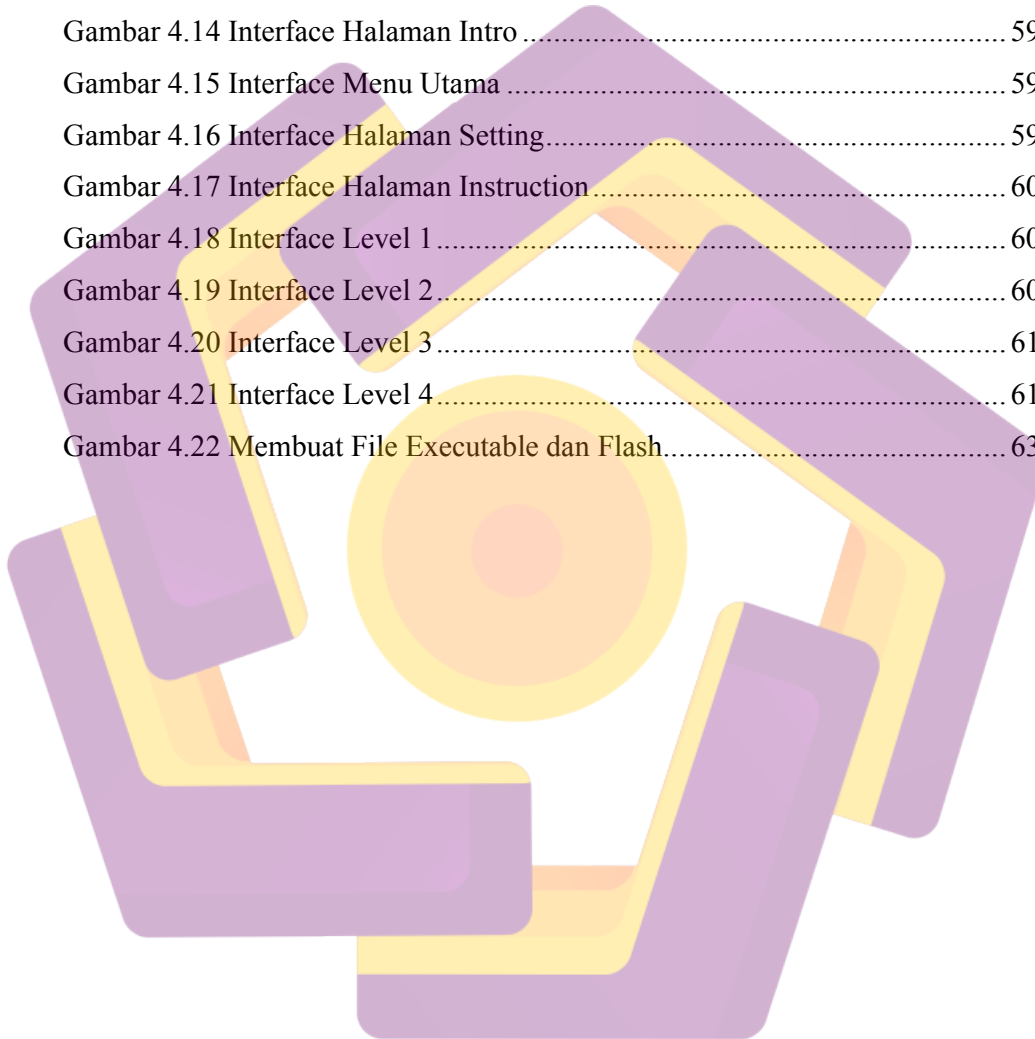 Gambar 4.14 Interface Halaman Intro ........................................................... 59
Gambar 4.15 Interface Menu Utama ............................................................. 59
Gambar 4.16 Interface Halaman Setting........................................................ 59
Gambar 4.17 Interface Halaman Instruction .................................................. 60
Gambar 4.18 Interface Level 1 ...................................................................... 60
Gambar 4.19 Interface Level 2 ...................................................................... 60
Gambar 4.20 Interface Level 3 ...................................................................... 61
Gambar 4.21 Interface Level 4 ...................................................................... 61
Gambar 4.22 Membuat File Executable dan Flash......................................... 63